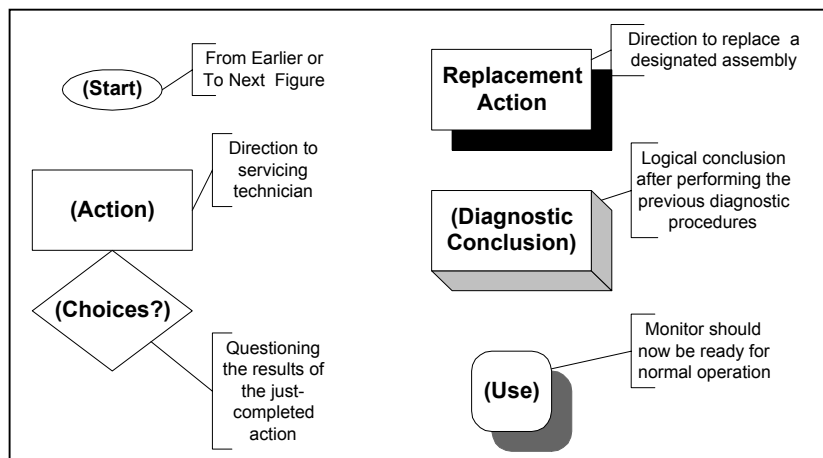 (Start)
From Earlier or
To Next Figure
(Action)
Direction to
servicing
technician
(Choices?)
Questioning
the results of
the just-
completed
action
Replacement
Action
Direction to replace a
designated assembly
(Diagnostic
Conclusion)
Logical conclusion
after performing the
previous diagnostic
procedures
(Use)
Monitor should
now be ready for
normal operation